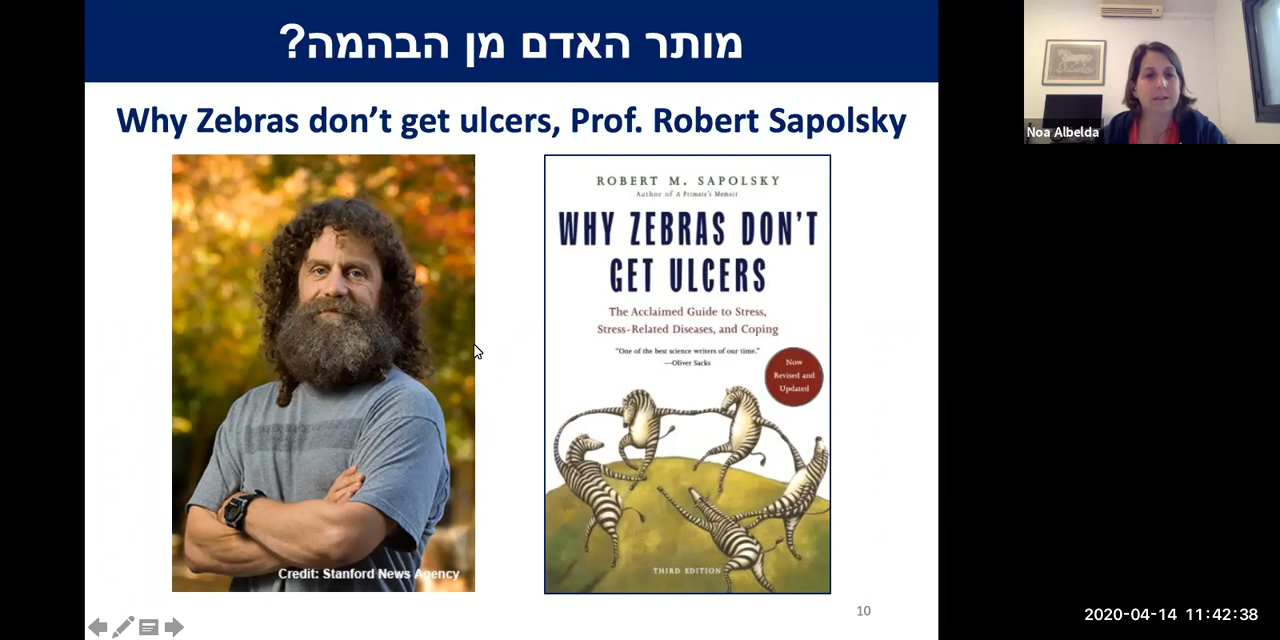 מותר האדם מן הבהמה?
Why Zebras don’t get ulcers, Prof. Robert Sapolsky
ROBERT M. SAPOLSKY
Author of A Primate's Memoir
WHY ZEBRAS DON'T
GET ULCERS
The Acclaimed Guide to Stress,
Stress-Related Diseases, and Coping
"One of the best science writers of our time."
—Oliver Sacks
Now
Revised and
Updated
THIRD EDITION
Credit: Stanford News Agency
10
Noa Albelda
2020-04-14 11:42:38